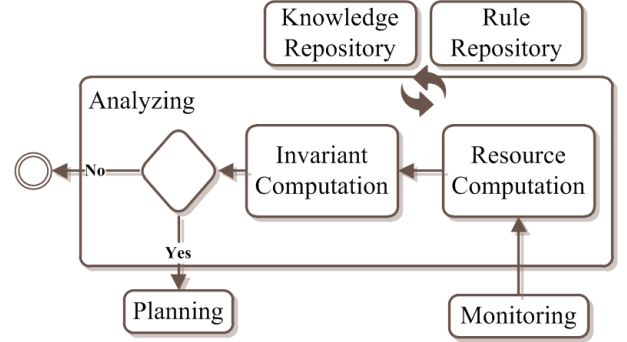 Knowledge
Repository
Rule
Repository
Analyzing
Invariant
Computation
Resource
Computation
No
Yes
Planning
Monitoring